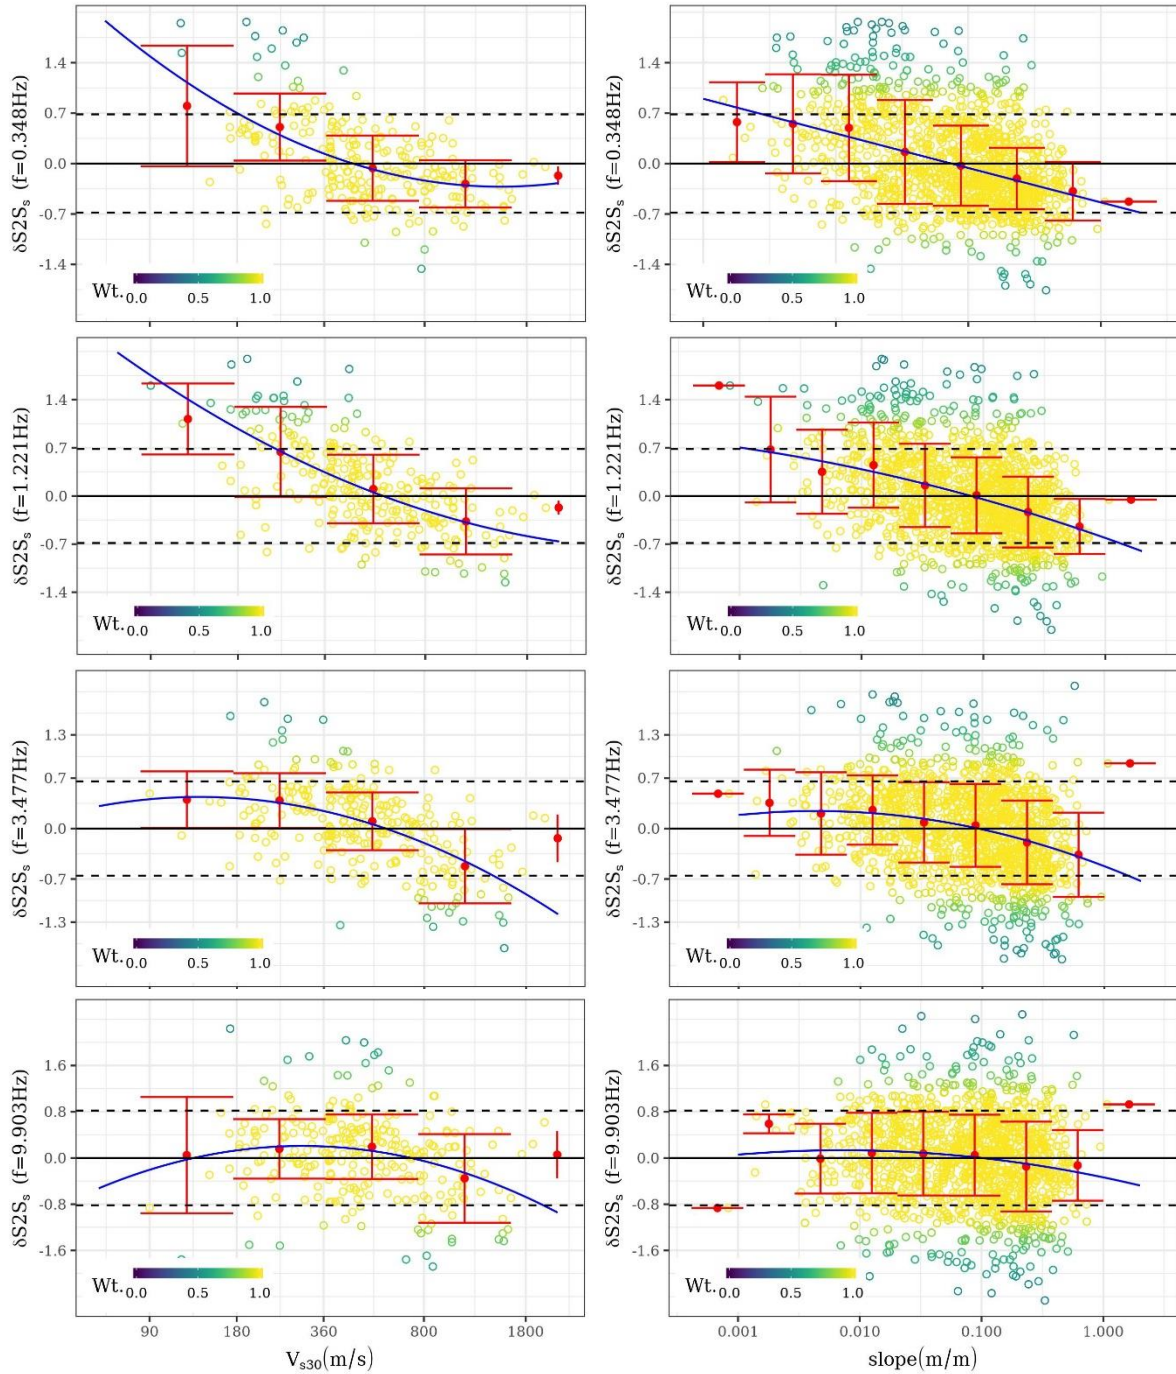 δS2Sₛ (f=0.348Hz)
1.4
0.7
0.0
-0.7
-1.4
Wt.
0.0 0.5 1.0
δS2Sₛ (f=0.348Hz)
1.4
0.7
0.0
-0.7
-1.4
Wt.
0.0 0.5 1.0
δS2Sₛ (f=1.221Hz)
1.4
0.7
0.0
-0.7
-1.4
Wt.
0.0 0.5 1.0
δS2Sₛ (f=1.221Hz)
1.4
0.7
0.0
-0.7
-1.4
Wt.
0.0 0.5 1.0
δS2Sₛ (f=3.477Hz)
1.3
0.7
0.0
-0.7
-1.3
Wt.
0.0 0.5 1.0
δS2Sₛ (f=3.477Hz)
1.3
0.7
0.0
-0.7
-1.3
Wt.
0.0 0.5 1.0
δS2Sₛ (f=9.903Hz)
1.6
0.8
0.0
-0.8
-1.6
Wt.
0.0 0.5 1.0
90 180 360 800 1800
Vₛ₃₀(m/s)
δS2Sₛ (f=9.903Hz)
1.6
0.8
0.0
-0.8
-1.6
Wt.
0.0 0.5 1.0
0.001 0.010 0.100 1.000
slope(m/m)